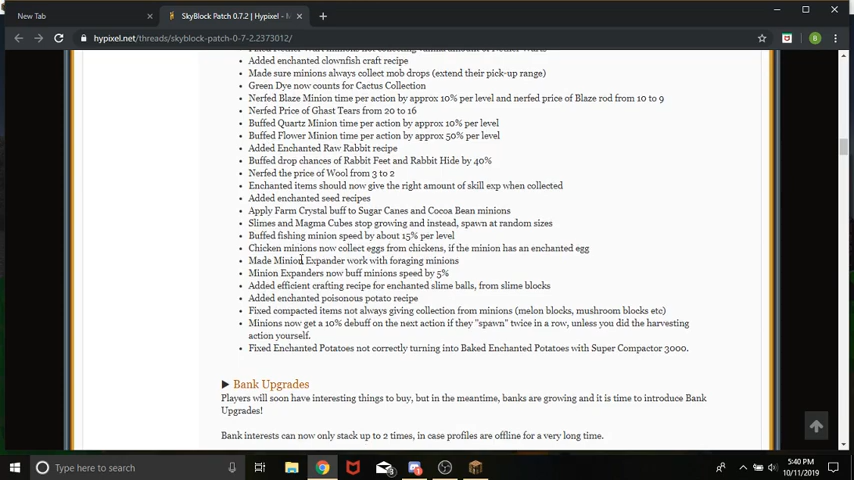 New Tab
SkyBlock Patch 0.7.2 | Hypixel -
hypixel.net/threads/skyblock-patch-0-7-2.2373012/
B
Added enchanted clownfish craft recipe
Made sure minions always collect mob drops (extend their pick-up range)
Green Dye now counts for Cactus Collection
Nerfed Blaze Minion time per action by approx 10% per level and nerfed price of Blaze rod from 10 to 9
Nerfed Price of Ghast Tears from 20 to 16
Buffed Quartz Minion time per action by approx 10% per level
Buffed Flower Minion time per action by approx 50% per level
Added Enchanted Raw Rabbit recipe
Buffed drop chances of Rabbit Feet and Rabbit Hide by 40%
Nerfed the price of Wool from 3 to 2
Enchanted items should now give the right amount of skill exp when collected
Added enchanted seed recipes
Apply Farm Crystal buff to Sugar Canes and Cocoa Bean minions
Slimes and Magma Cubes stop growing and instead, spawn at random sizes
Buffed fishing minion speed by about 15% per level
Chicken minions now collect eggs from chickens, if the minion has an enchanted egg
Made Minion Expander work with foraging minions
Minion Expanders now buff minions speed by 5%
Added efficient crafting recipe for enchanted slime balls, from slime blocks
Added enchanted poisonous potato recipe
Fixed compacted items not always giving collection from minions (melon blocks, mushroom blocks etc)
Minions now get a 10% debuff on the next action if they "spawn" twice in a row, unless you did the harvesting
action yourself.
Fixed Enchanted Potatoes not correctly turning into Baked Enchanted Potatoes with Super Compactor 3000.
Bank Upgrades
Players will soon have interesting things to buy, but in the meantime, banks are growing and it is time to introduce Bank
Upgrades!
Bank interests can now only stack up to 2 times, in case profiles are offline for a very long time.
Type here to search
5:40 PM
10/11/2019